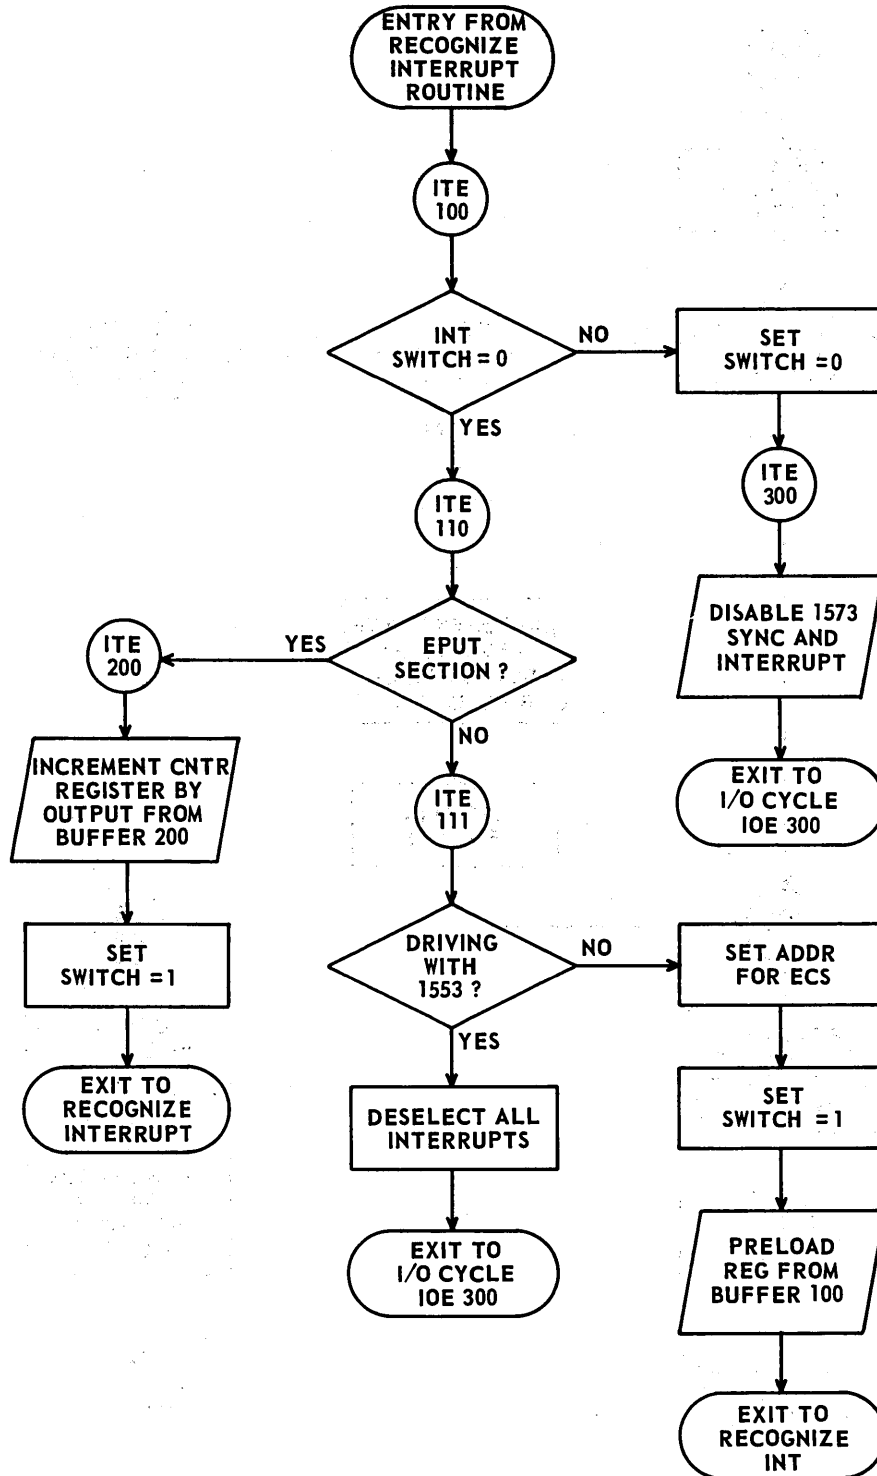 ENTRY FROM
RECOGNIZE
INTERRUPT
ROUTINE
ITE
100
INT
SWITCH = 0
NO
SET
SWITCH =0
YES
ITE
300
ITE
110
DISABLE 1573
SYNC AND
INTERRUPT
EPUT
SECTION ?
YES
ITE
200
NO
INCREMENT CNTR
REGISTER BY
OUTPUT FROM
BUFFER 200
ITE
111
EXIT TO
I/O CYCLE
IOE 300
SET
SWITCH =1
DRIVING
WITH
1553 ?
NO
SET ADDR
FOR ECS
YES
EXIT TO
RECOGNIZE
INTERRUPT
DESELECT ALL
INTERRUPTS
SET
SWITCH =1
EXIT TO
I/O CYCLE
IOE 300
PRELOAD
REG FROM
BUFFER 100
EXIT TO
RECOGNIZE
INT